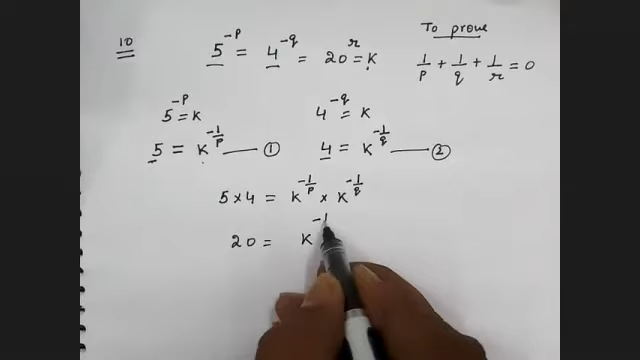 10
5^{-p} = 4^{-q} = 20^{r} = k
To prove
1/p + 1/q + 1/r = 0
5^{-p} = k
4^{-q} = k
5 = k^{-1/p} —— ①
4 = k^{-1/q} —— ②
5 × 4 = k^{-1/p} × k^{-1/q}
20 = k^{-1